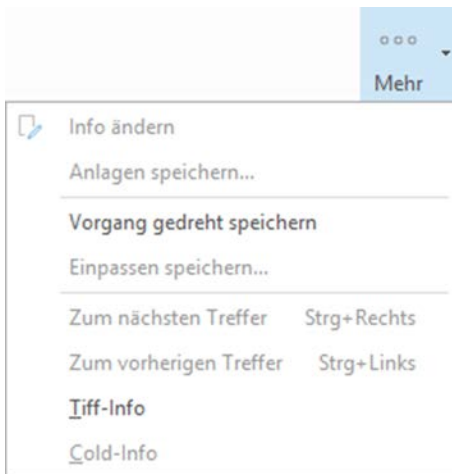 Mehr
Info ändern
Anlagen speichern...
Vorgang gedreht speichern
Einpassen speichern...
Zum nächsten Treffer Strg+Rechts
Zum vorherigen Treffer Strg+Links
Tiff-Info
Cold-Info